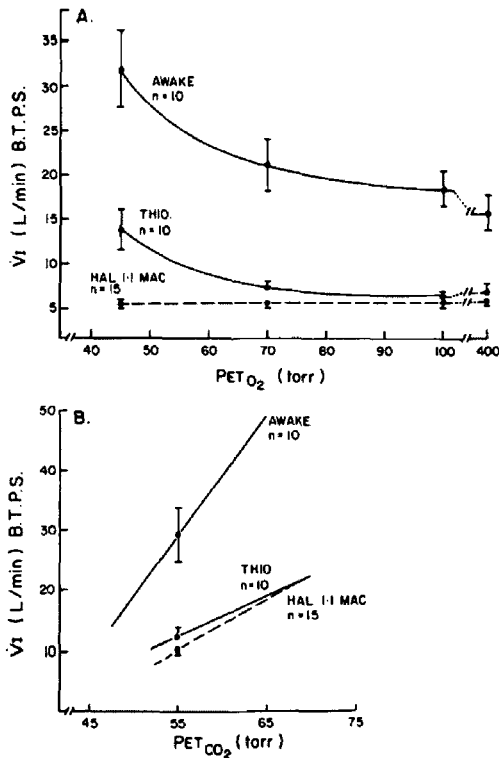 A.
V̇I (L/min) B.T.P.S.
35
30
25
20
15
10
5
AWAKE
n=10
THIO.
n=10
HAL 1·1 MAC
n=15
40 50 60 70 80 90 100 400
PETO2 (torr)
B.
V̇I (L/min) B.T.P.S.
50
40
30
20
10
AWAKE
n=10
THIO
n=10
HAL 1·1 MAC
n=15
45 55 65 75
PETCO2 (torr)